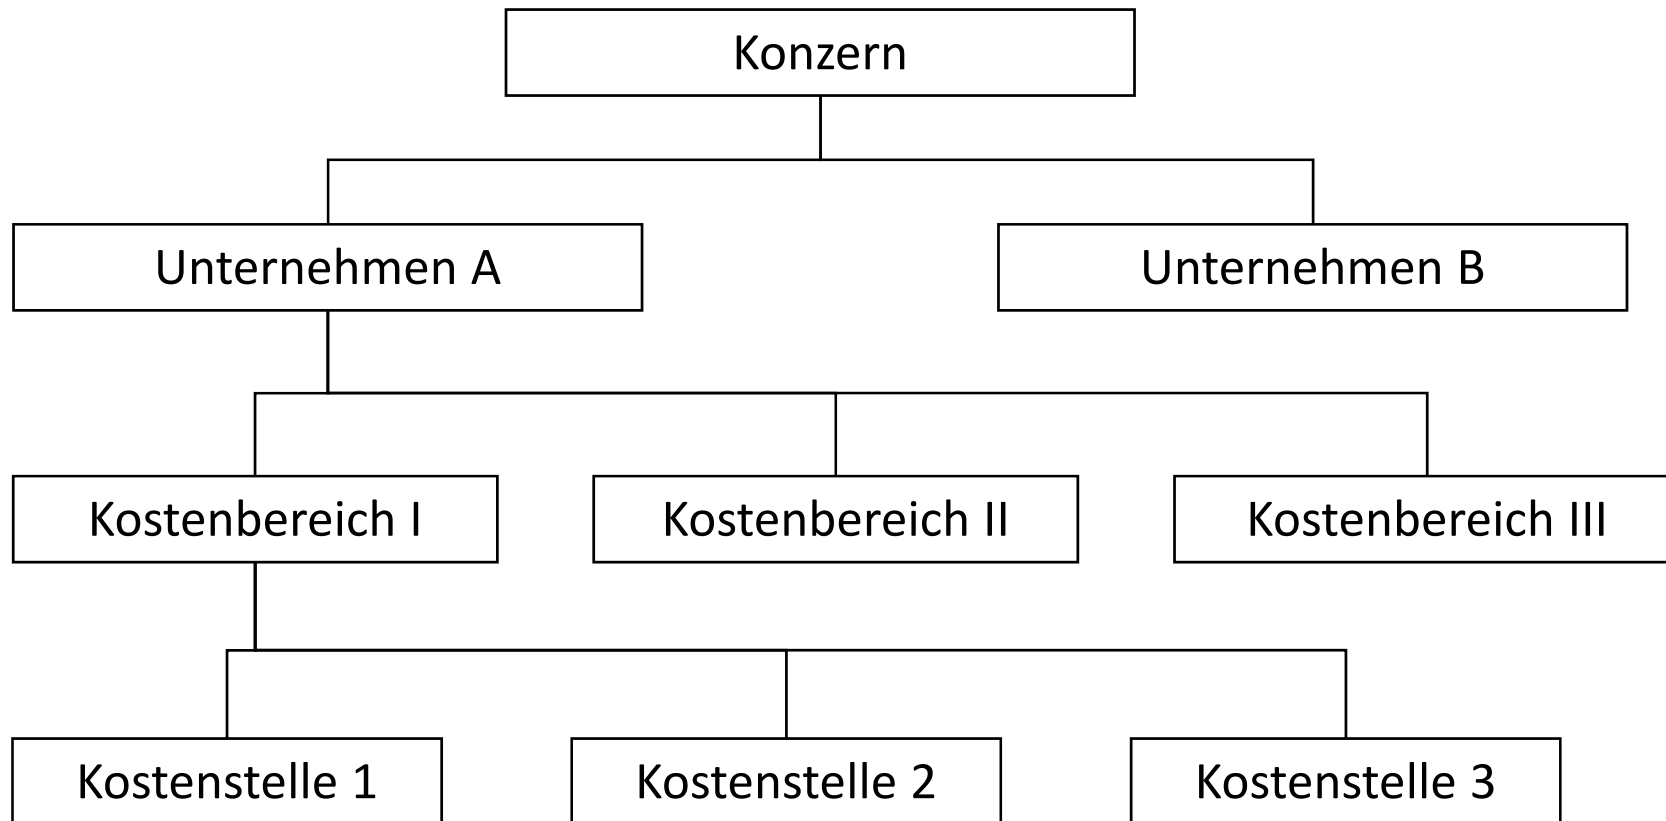 Konzern
Unternehmen A
Unternehmen B
Kostenbereich I
Kostenbereich II
Kostenbereich III
Kostenstelle 1
Kostenstelle 2
Kostenstelle 3